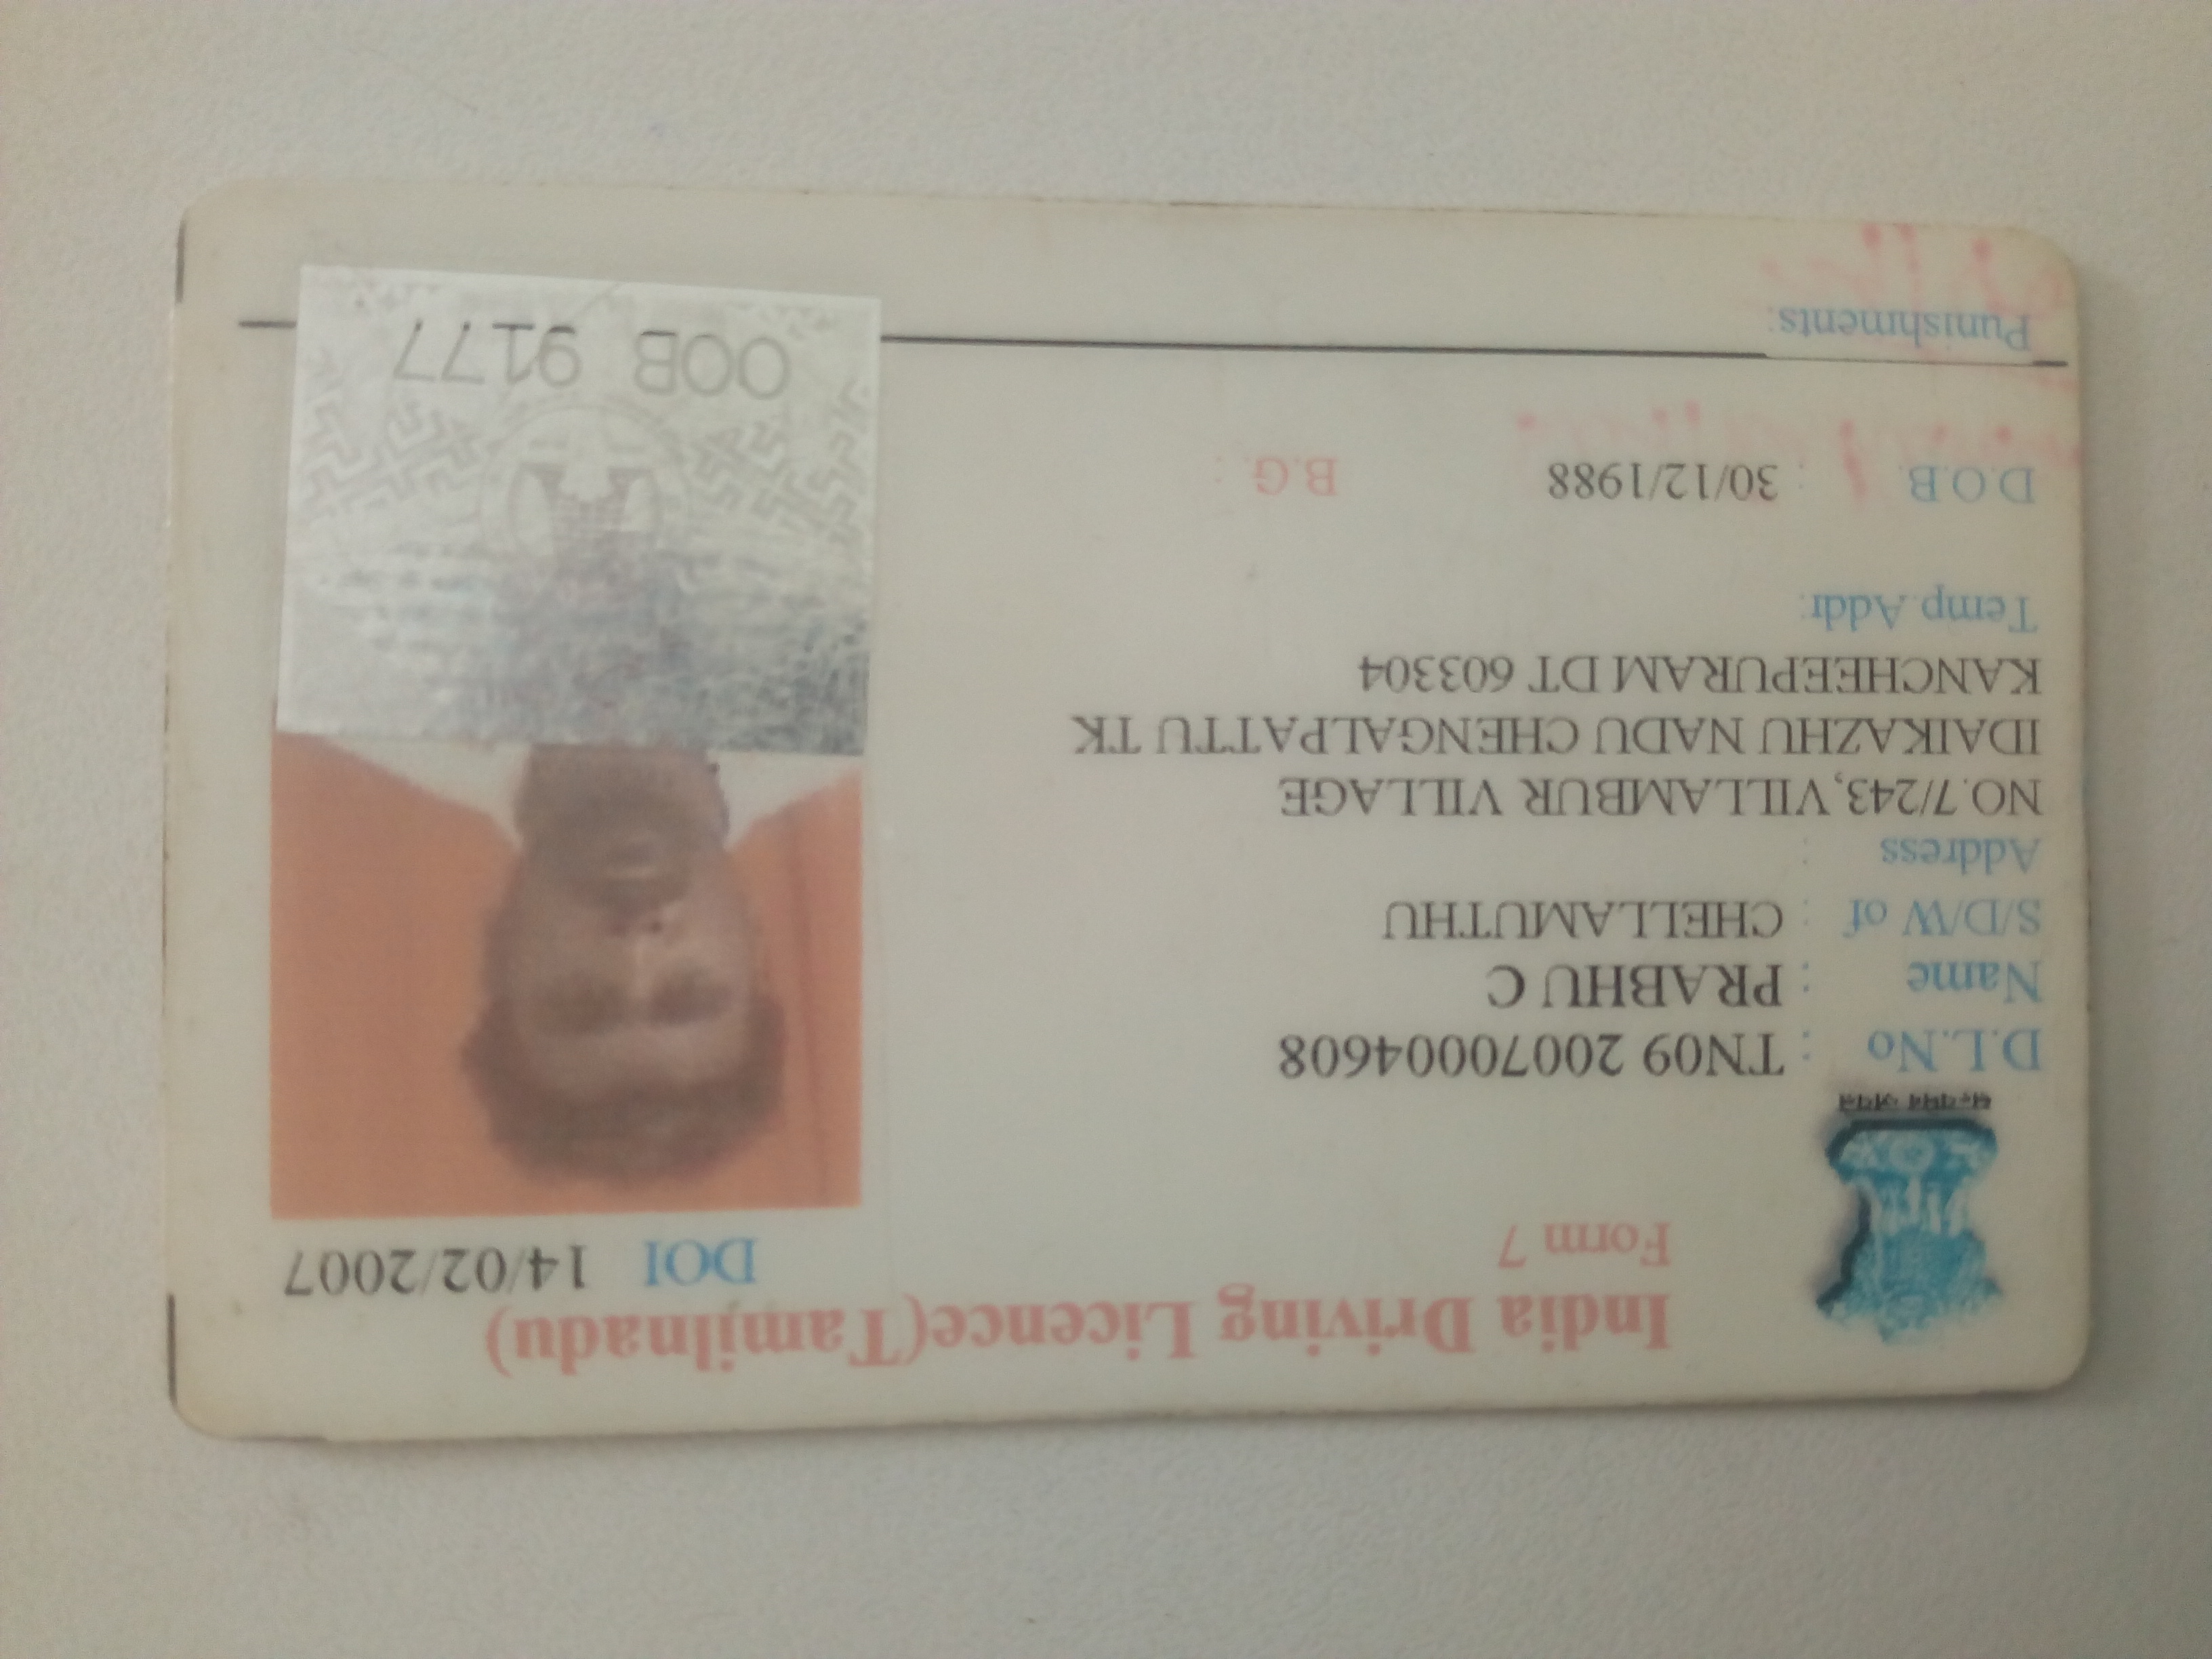 India Driving Licence(Tamilnadu)
Form 7
DOI 14/02/2007
D.L.No : TN09 20070004608
Name : PRABHU C
S/D/W of : CHELLAMUTHU
Address :
NO.7/243,VILLAMBUR VILLAGE
IDAIKAZHU NADU CHENGALPATTU TK
KANCHEEPURAM DT 603304
Temp.Addr:
D.O.B. : 30/12/1988 B.G. :
Punishments:
OOB 9177